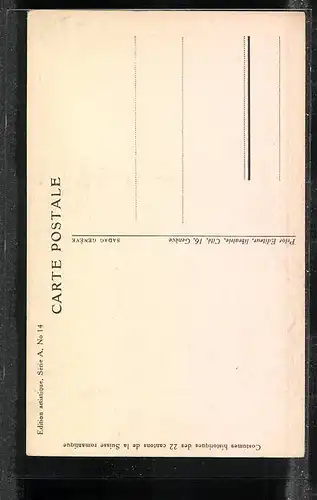 Edition artistique, Série A, No 14
CARTE POSTALE
SADAG GENÈVE
Prior Editeur, librairie, Cité, 16, Genève
Costumes historiques des 22 cantons de la Suisse romantique